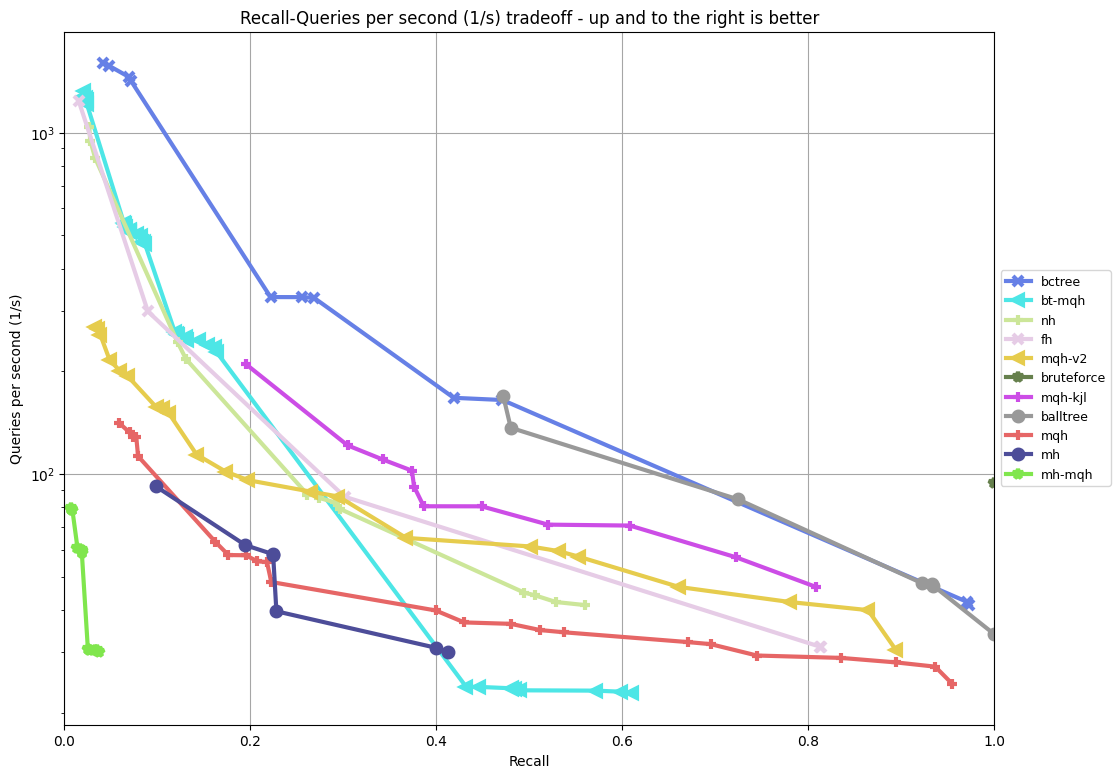 Recall-Queries per second (1/s) tradeoff - up and to the right is better
Queries per second (1/s)
10³
10²
0.0 0.2 0.4 0.6 0.8 1.0
Recall
bctree
bt-mqh
nh
fh
mqh-v2
bruteforce
mqh-kjl
balltree
mqh
mh
mh-mqh